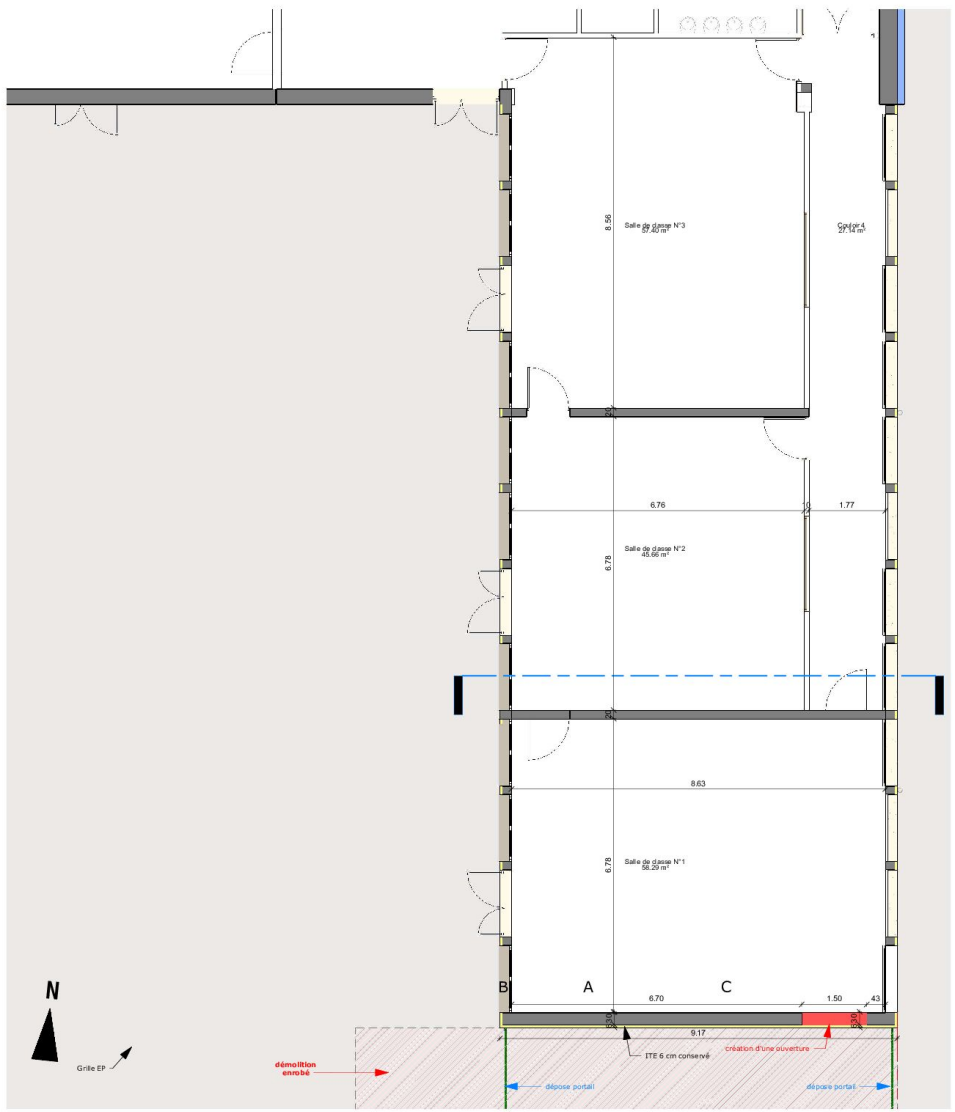 8.56
Salle de classe N°3
57.40 m²
Couloir 4
27.14 m²
20
6.76
10
1.77
Salle de classe N°2
45.66 m²
6.78
20
8.63
Salle de classe N°1
58.29 m²
6.78
N
B
A
C
6.70
1.50
43
30
30
9.17
création d'une ouverture
ITE 6 cm conservé
Grille EP
démolition
enrobé
dépose portail
dépose portail